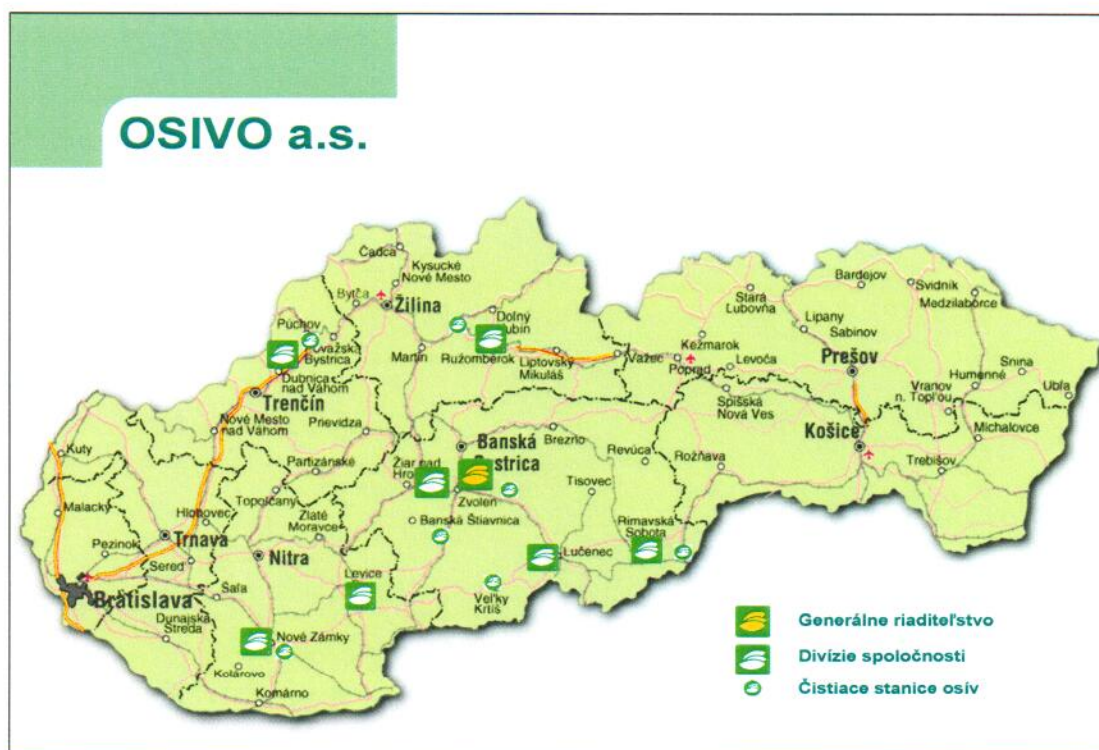 OSIVO a.s.
Čadca
Kysucké
Nové Mesto
Bytča
Žilina
Púchov
Bystrica
Dubnica
nad Váhom
Trenčín
Nové Mesto
nad Váhom
Prievidza
Martin
Dolný
Ružomberok
Liptovský
Mikuláš
Važec
Poprad
Kežmarok
Stará
Ľubovňa
Levoča
Spišská
Nová Ves
Bardejov
Lipany
Sabinov
Prešov
Svidník
Medzilaborce
Humenné
Snina
Ubľa
Vranov
n. Topľou
Michalovce
Trebišov
Košice
Rožňava
Revúca
Brezno
Tisovec
Rimavská
Sobota
Banská
Zvolen
Žiar nad
Banská Štiavnica
Lučenec
Veľký
Krtíš
Partizánske
Topoľčany
Zlaté
Moravce
Nitra
Levice
Nové Zámky
Kolárovo
Komárno
Kuty
Malacky
Pezinok
Hlohovec
Trnava
Sereď
Šaľa
Bratislava
Dunajská
Streda
Generálne riaditeľstvo
Divízie spoločnosti
Čistiace stanice osív